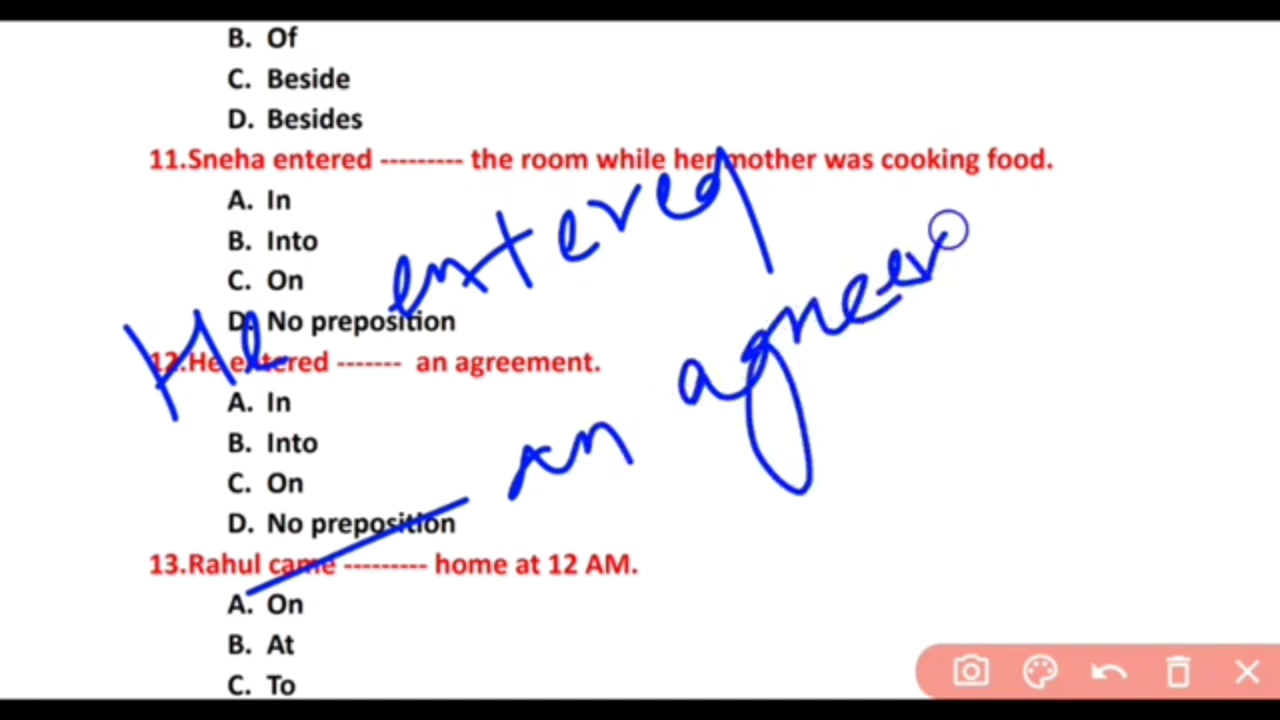 B. Of
C. Beside
D. Besides
11.Sneha entered --------- the room while her mother was cooking food.
A. In
B. Into
C. On
D. No preposition
12.He entered ------- an agreement.
A. In
B. Into
C. On
D. No preposition
13.Rahul came --------- home at 12 AM.
A. On
B. At
C. To
He entered
an